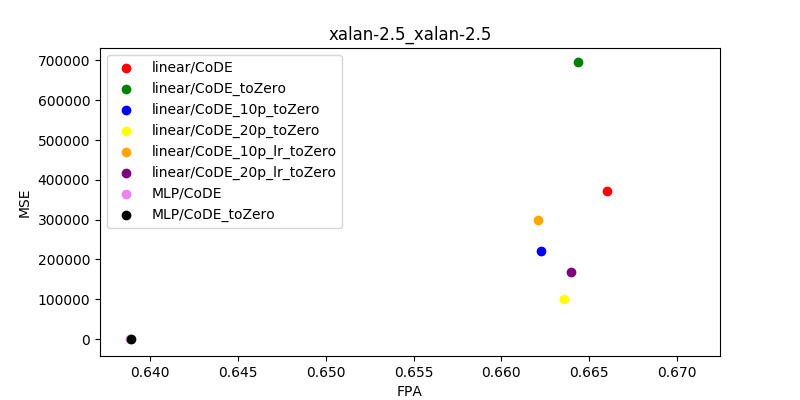 xalan-2.5_xalan-2.5
700000
600000
500000
400000
300000
200000
100000
0
MSE
linear/CoDE
linear/CoDE_toZero
linear/CoDE_10p_toZero
linear/CoDE_20p_toZero
linear/CoDE_10p_lr_toZero
linear/CoDE_20p_lr_toZero
MLP/CoDE
MLP/CoDE_toZero
0.640 0.645 0.650 0.655 0.660 0.665 0.670
FPA